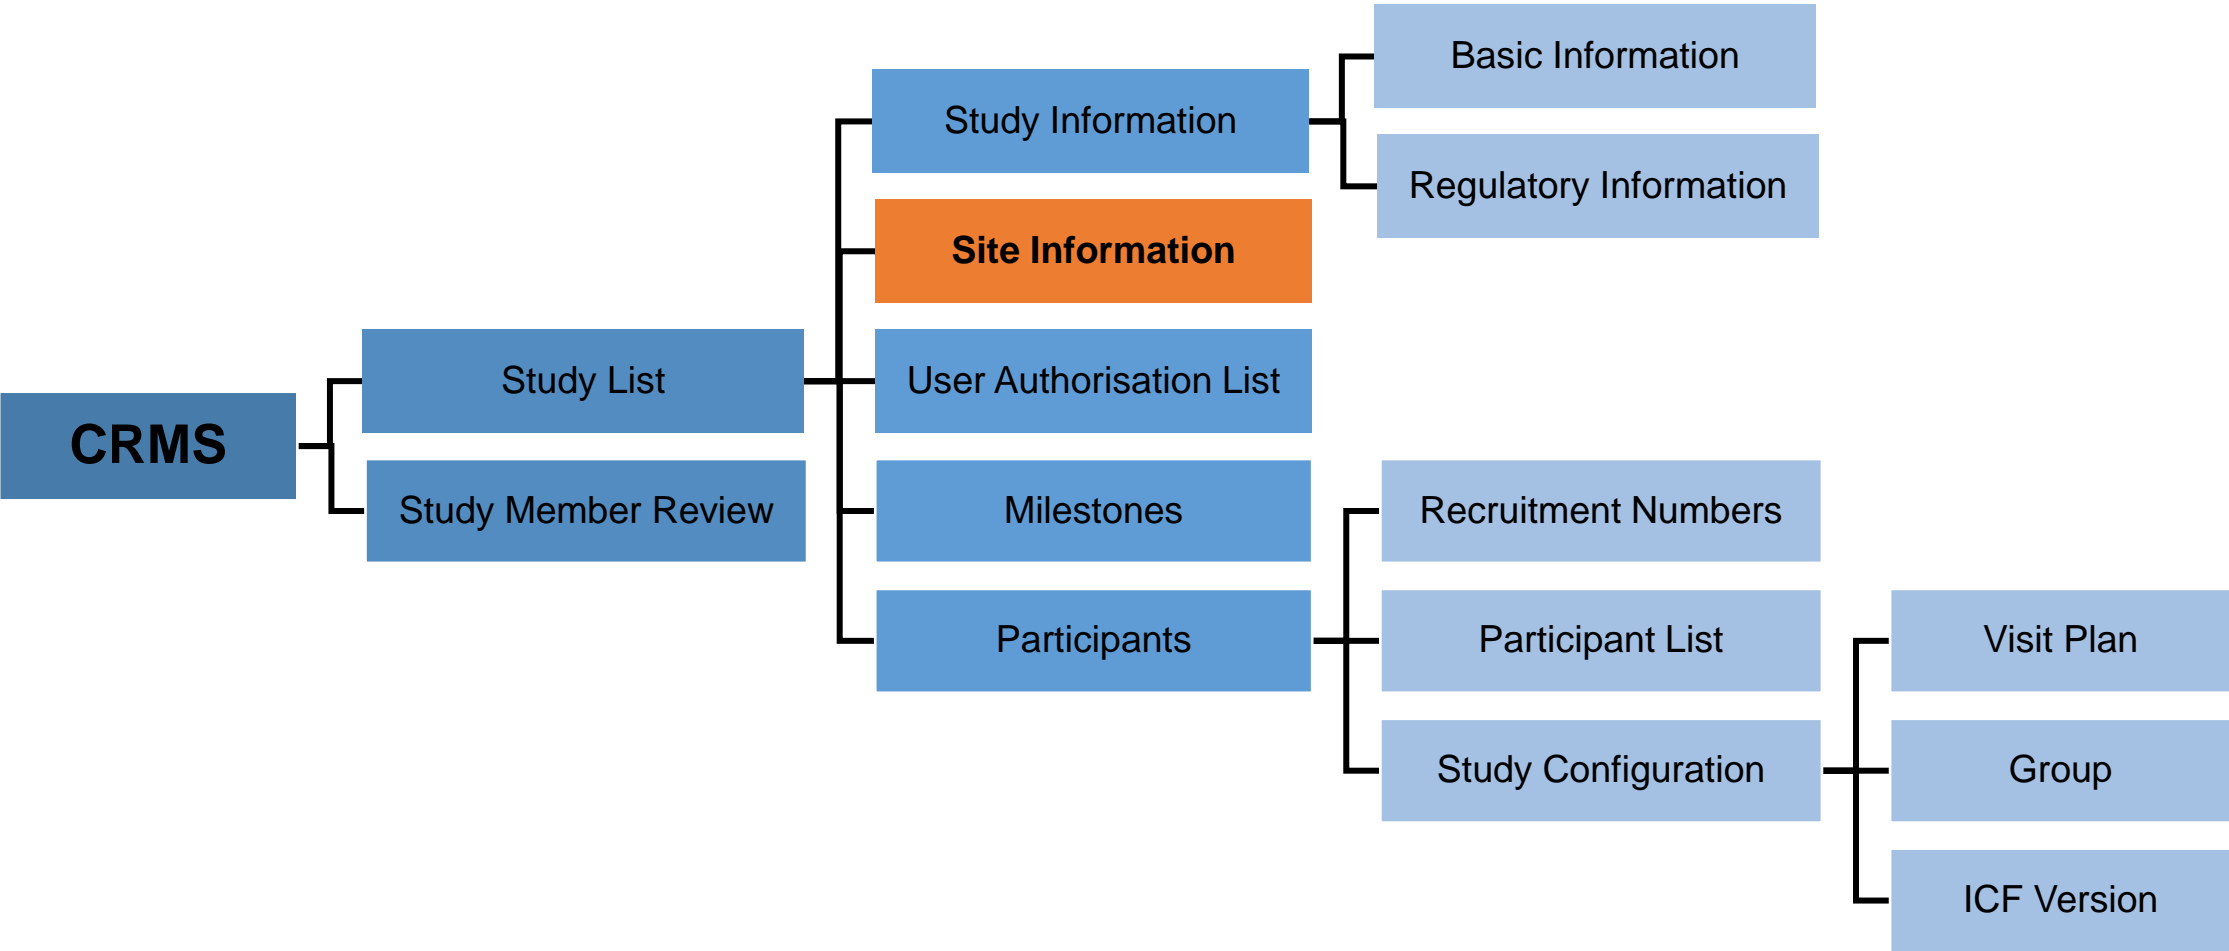 Basic Information
Study Information
Regulatory Information
Site Information
Study List
User Authorisation List
CRMS
Study Member Review
Milestones
Recruitment Numbers
Participants
Participant List
Visit Plan
Study Configuration
Group
ICF Version